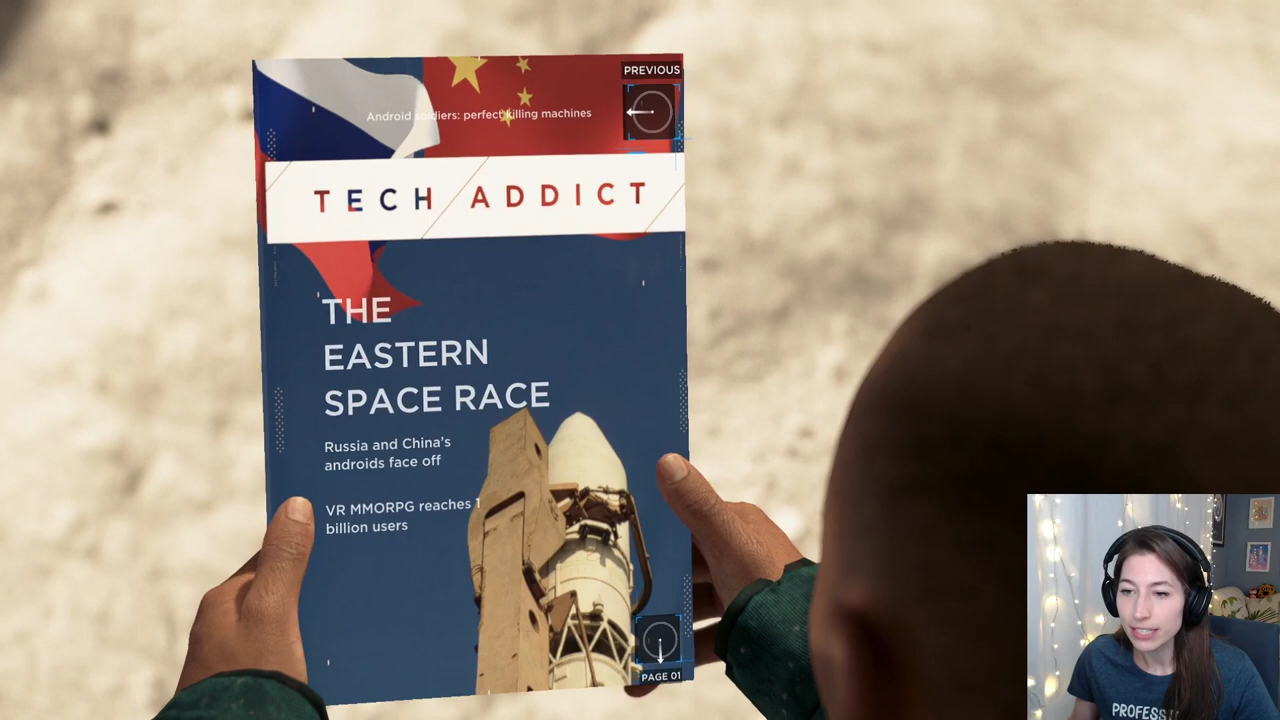 PREVIOUS
Android soldiers: perfect killing machines
TECH ADDICT
THE
EASTERN
SPACE RACE
Russia and China's
androids face off
VR MMORPG reaches 1
billion users
PAGE 01